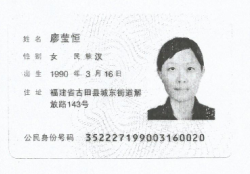 姓名 廖莹恒
性别 女 民族汉
出生 1990 年 3 月 16 日
住址 福建省古田县城东街道解
放路143号
公民身份号码 352227199003160020